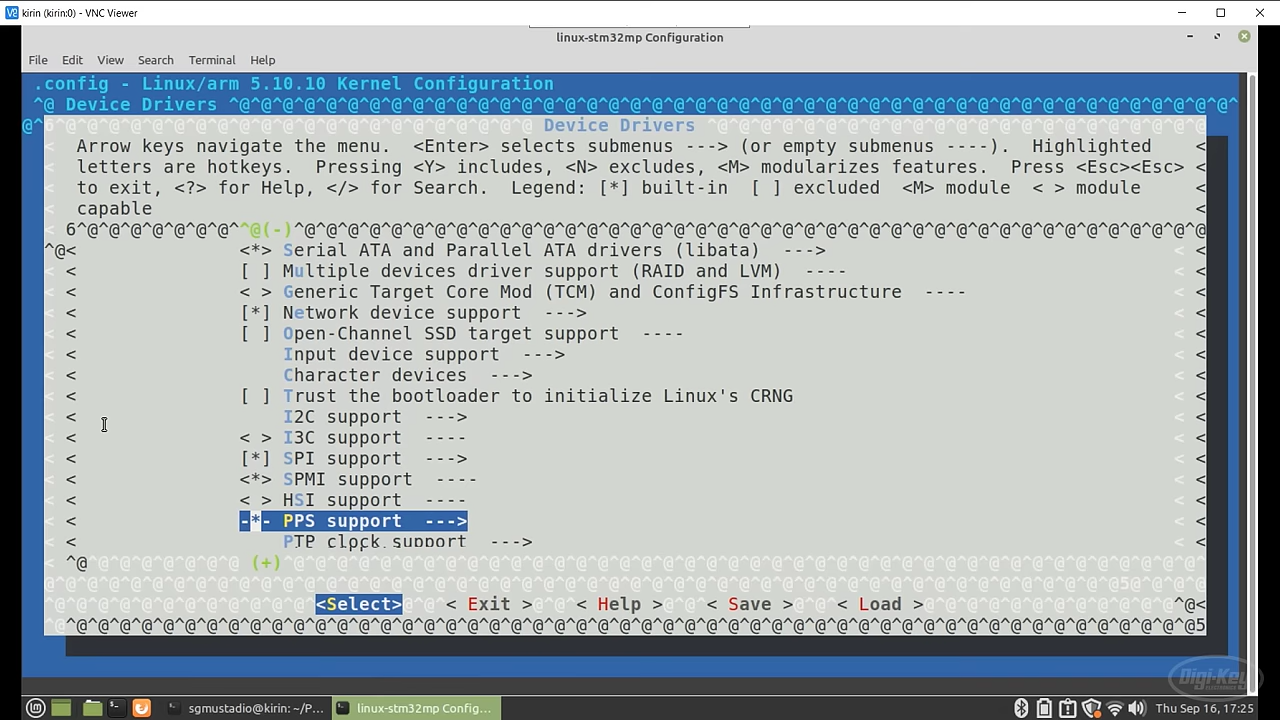 kirin (kirin:0) - VNC Viewer
linux-stm32mp Configuration
File Edit View Search Terminal Help
.config - Linux/arm 5.10.10 Kernel Configuration
^@ Device Drivers ^@^@^@^@^@^@^@^@^@^@^@^@^@^@^@^@^@^@^@^@^@^@^@^@^@^@^@^@^@^@^@^@^@^@^@^@^@^@^@^@^@^@^@^@^@^@^
Device Drivers
Arrow keys navigate the menu. <Enter> selects submenus ---> (or empty submenus ----). Highlighted <
letters are hotkeys. Pressing <Y> includes, <N> excludes, <M> modularizes features. Press <Esc><Esc> <
to exit, <?> for Help, </> for Search. Legend: [*] built-in [ ] excluded <M> module < > module <
capable <
6^@^@^@^@^@^@^@^^@(-)^@^@^@^@^@^@^@^@^@^@^@^@^@^@^@^@^@^@^@^@^@^@^@^@^@^@^@^@^@^@^@^@^@^@^@^@^@^@^@^@^@^@
^@< <*> Serial ATA and Parallel ATA drivers (libata) ---> <
< < [ ] Multiple devices driver support (RAID and LVM) ---- < <
< < < > Generic Target Core Mod (TCM) and ConfigFS Infrastructure ---- < <
< < [*] Network device support ---> < <
< < [ ] Open-Channel SSD target support ---- < <
< < Input device support ---> < <
< < Character devices ---> < <
< < [ ] Trust the bootloader to initialize Linux's CRNG < <
< < I2C support ---> < <
< < < > I3C support ---- < <
< < [*] SPI support ---> < <
< < <*> SPMI support ---- < <
< < < > HSI support ---- < <
< < -*- PPS support ---> < <
< < PTP clock support ---> < <
^@ (+)
<Select> < Exit > < Help > < Save > < Load > ^@<
Digi-Key
ELECTRONICS
sgmustadio@kirin: ~/P... linux-stm32mp Config... Thu Sep 16, 17:25